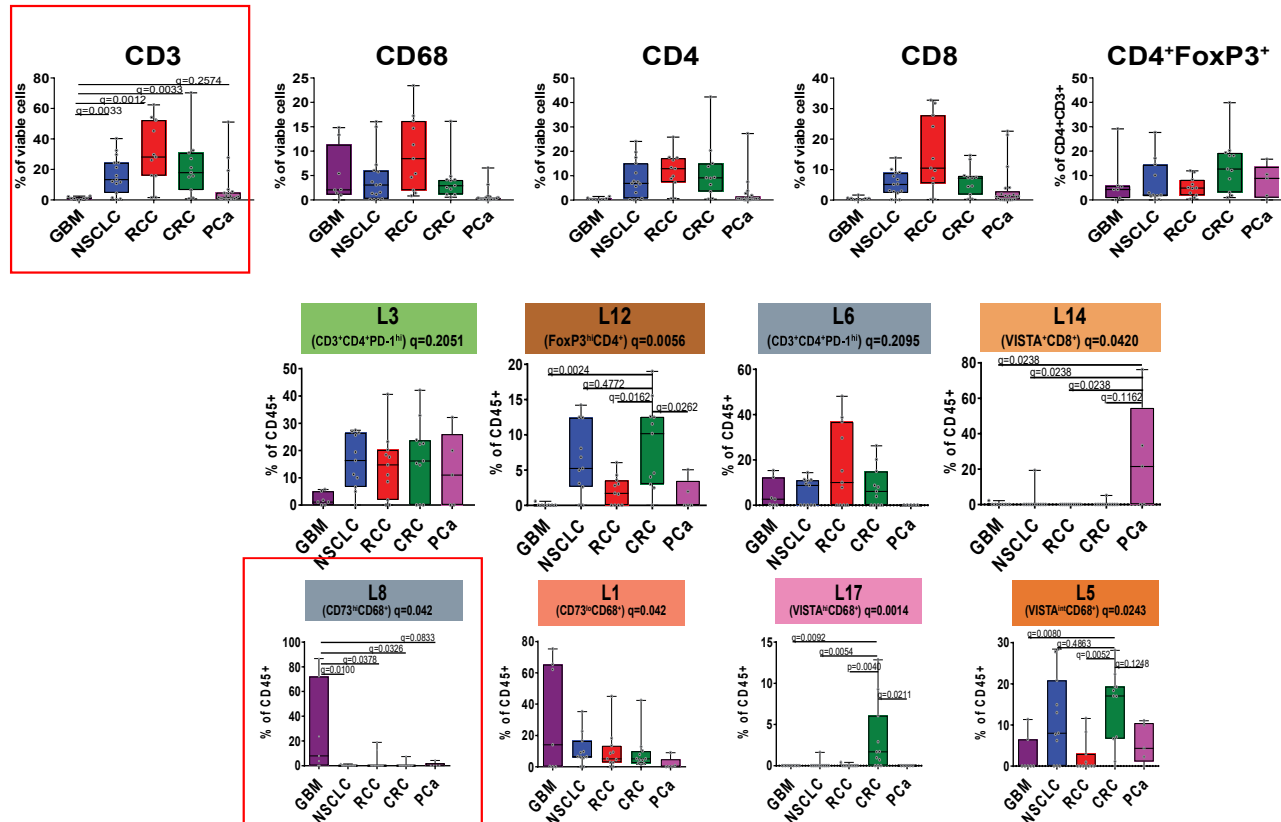 CD3
CD68
CD4
CD8
CD4⁺FoxP3⁺
% of viable cells
80
60
40
20
0
q=0.2574
q=0.0033
q=0.0012
q=0.0033
GBM
NSCLC
RCC
CRC
PCa
% of viable cells
25
20
15
10
5
0
GBM
NSCLC
RCC
CRC
PCa
% of viable cells
50
40
30
20
10
0
GBM
NSCLC
RCC
CRC
PCa
% of viable cells
40
30
20
10
0
GBM
NSCLC
RCC
CRC
PCa
% of CD4+CD3+
50
40
30
20
10
0
GBM
NSCLC
RCC
CRC
PCa
L3
(CD3⁺CD4⁺PD-1ʰⁱ) q=0.2051
% of CD45+
50
40
30
20
10
0
GBM
NSCLC
RCC
CRC
PCa
L12
(FoxP3ʰⁱCD4⁺) q=0.0056
% of CD45+
20
15
10
5
0
q=0.0024
q=0.4772
q=0.0162
q=0.0262
GBM
NSCLC
RCC
CRC
PCa
L6
(CD3⁺CD4⁺PD-1ʰⁱ) q=0.2095
% of CD45+
60
40
20
0
GBM
NSCLC
RCC
CRC
PCa
L14
(VISTA⁺CD8⁺) q=0.0420
% of CD45+
80
60
40
20
0
q=0.0238
q=0.0238
q=0.0238
q=0.1162
GBM
NSCLC
RCC
CRC
PCa
L8
(CD73ʰⁱCD68⁺) q=0.042
% of CD45+
100
80
60
40
20
0
q=0.0833
q=0.0326
q=0.0378
q=0.0100
GBM
NSCLC
RCC
CRC
PCa
L1
(CD73ˡᵒCD68⁺) q=0.042
% of CD45+
80
60
40
20
0
GBM
NSCLC
RCC
CRC
PCa
L17
(VISTAʰⁱCD68⁺) q=0.0014
% of CD45+
15
10
5
0
q=0.0092
q=0.0054
p=0.0040
q=0.0211
GBM
NSCLC
RCC
CRC
PCa
L5
(VISTAⁱⁿᵗCD68⁺) q=0.0243
% of CD45+
30
20
10
0
q=0.0080
q=0.4863
q=0.0052
q=0.1248
GBM
NSCLC
RCC
CRC
PCa